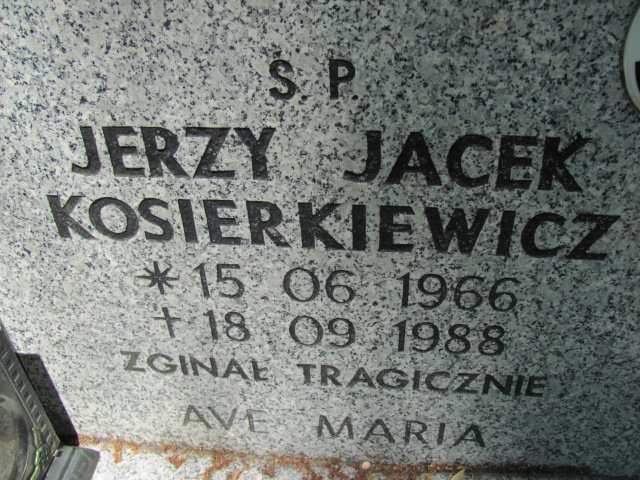 S P.
JERZY JACEK
KOSIERKIEWICZ
* 15 06 1966
† 18 09 1988
ZGINAŁ TRAGICZNIE
AVE MARIA